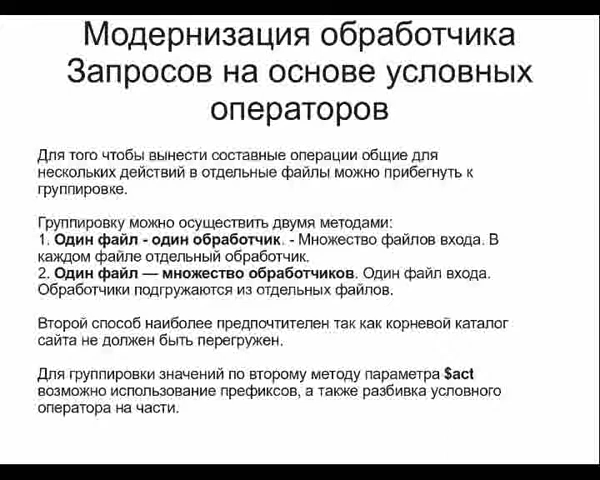 Модернизация обработчика
Запросов на основе условных
операторов
Для того чтобы вынести составные операции общие для
нескольких действий в отдельные файлы можно прибегнуть к
группировке.
Группировку можно осуществить двумя методами:
1. Один файл - один обработчик. - Множество файлов входа. В
каждом файле отдельный обработчик.
2. Один файл — множество обработчиков. Один файл входа.
Обработчики подгружаются из отдельных файлов.
Второй способ наиболее предпочтителен так как корневой каталог
сайта не должен быть перегружен.
Для группировки значений по второму методу параметра $act
возможно использование префиксов, а также разбивка условного
оператора на части.